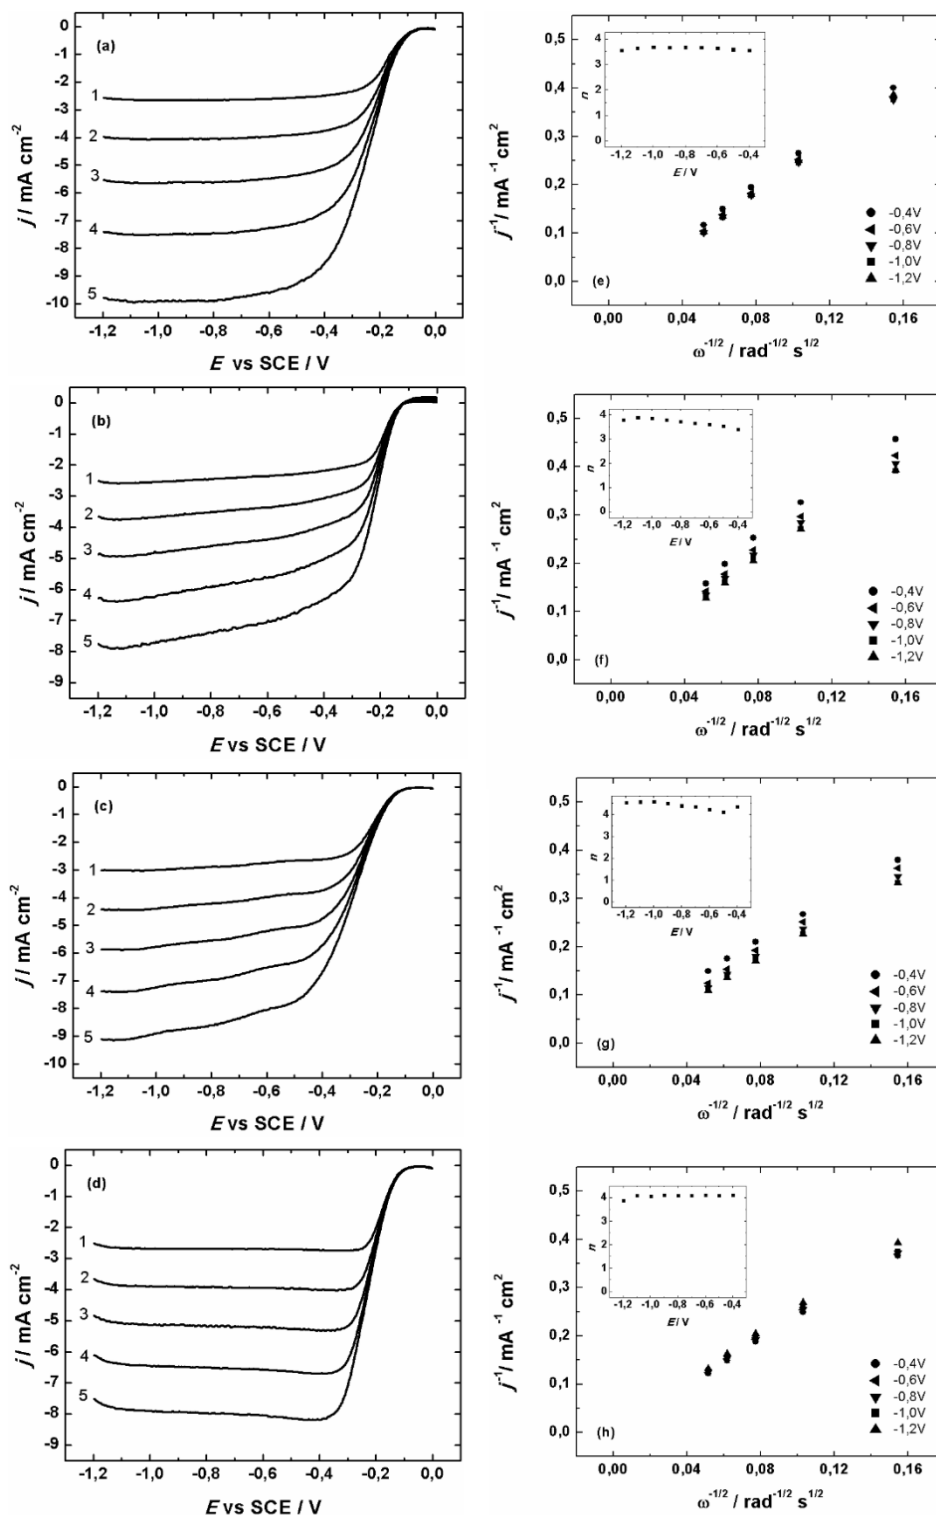 (a)
0
-1
-2
-3
-4
-5
-6
-7
-8
-9
-10
1
2
3
4
5
j / mA cm-2
-1,2 -1,0 -0,8 -0,6 -0,4 -0,2 0,0
E vs SCE / V
0,5
0,4
0,3
0,2
0,1
0,0
j-1/ mA-1 cm2
4
3
2
1
0
n
-1,2 -1,0 -0,8 -0,6 -0,4
E / V
-0,4V
-0,6V
-0,8V
-1,0V
-1,2V
(e)
0,00 0,04 0,08 0,12 0,16
ω-1/2 / rad-1/2 s1/2
(b)
0
-1
-2
-3
-4
-5
-6
-7
-8
-9
1
2
3
4
5
j / mA cm-2
-1,2 -1,0 -0,8 -0,6 -0,4 -0,2 0,0
E vs SCE / V
0,5
0,4
0,3
0,2
0,1
0,0
j-1/ mA-1 cm2
4
3
2
1
0
n
-1,2 -1,0 -0,8 -0,6 -0,4
E / V
-0,4V
-0,6V
-0,8V
-1,0V
-1,2V
(f)
0,00 0,04 0,08 0,12 0,16
ω-1/2 / rad-1/2 s1/2
(c)
0
-1
-2
-3
-4
-5
-6
-7
-8
-9
-10
1
2
3
4
5
j / mA cm-2
-1,2 -1,0 -0,8 -0,6 -0,4 -0,2 0,0
E vs SCE / V
0,5
0,4
0,3
0,2
0,1
0,0
j-1/ mA-1 cm2
4
3
2
1
0
n
-1,2 -1,0 -0,8 -0,6 -0,4
E / V
-0,4V
-0,6V
-0,8V
-1,0V
-1,2V
(g)
0,00 0,04 0,08 0,12 0,16
ω-1/2 / rad-1/2 s1/2
(d)
0
-1
-2
-3
-4
-5
-6
-7
-8
-9
1
2
3
4
5
j / mA cm-2
-1,2 -1,0 -0,8 -0,6 -0,4 -0,2 0,0
E vs SCE / V
0,5
0,4
0,3
0,2
0,1
0,0
j-1/ mA-1 cm2
4
3
2
1
0
n
-1,2 -1,0 -0,8 -0,6 -0,4
E / V
-0,4V
-0,6V
-0,8V
-1,0V
-1,2V
(h)
0,00 0,04 0,08 0,12 0,16
ω-1/2 / rad-1/2 s1/2